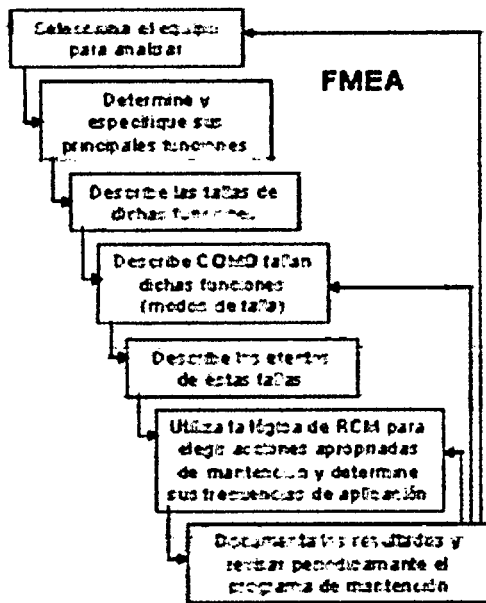 Selecciona el equipo
para analizar
FMEA
Determine y
especifique sus
principales funciones
Describe las fallas de
dichas funciones
Describe COMO fallan
dichas funciones
(modos de falla)
Describe los efectos
de éstas fallas
Utiliza la lógica de RCM para
elegir acciones apropiadas
de mantención y determine
sus frecuencias de aplicación
Documenta los resultados y
revisar periódicamante el
programa de mantención